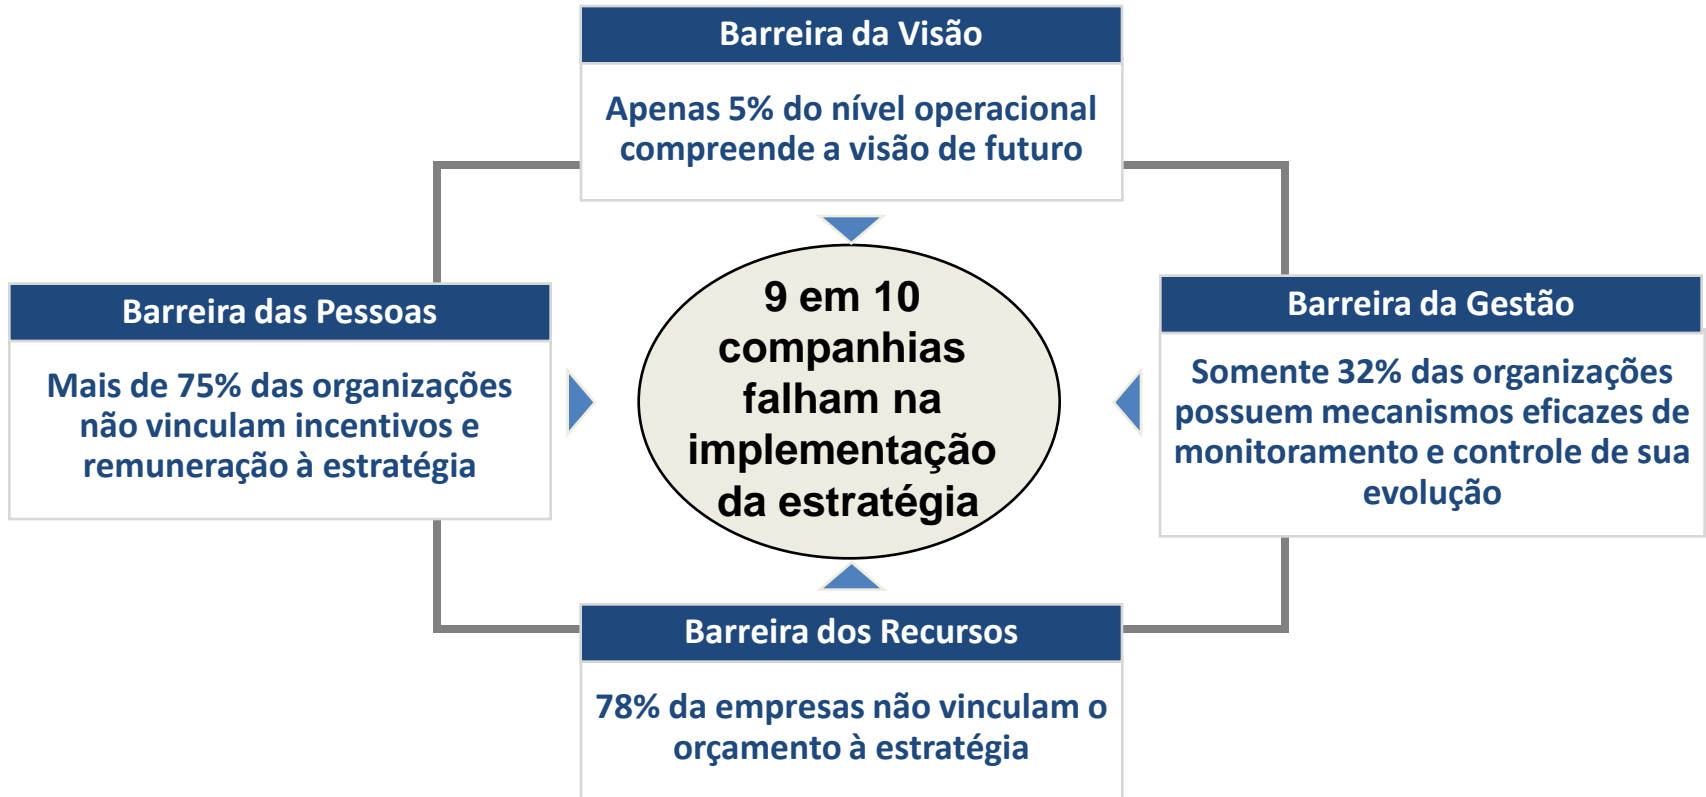 Barreira da Visão
Apenas 5% do nível operacional
compreende a visão de futuro
Barreira das Pessoas
Mais de 75% das organizações
não vinculam incentivos e
remuneração à estratégia
9 em 10
companhias
falham na
implementação
da estratégia
Barreira da Gestão
Somente 32% das organizações
possuem mecanismos eficazes de
monitoramento e controle de sua
evolução
Barreira dos Recursos
78% da empresas não vinculam o
orçamento à estratégia